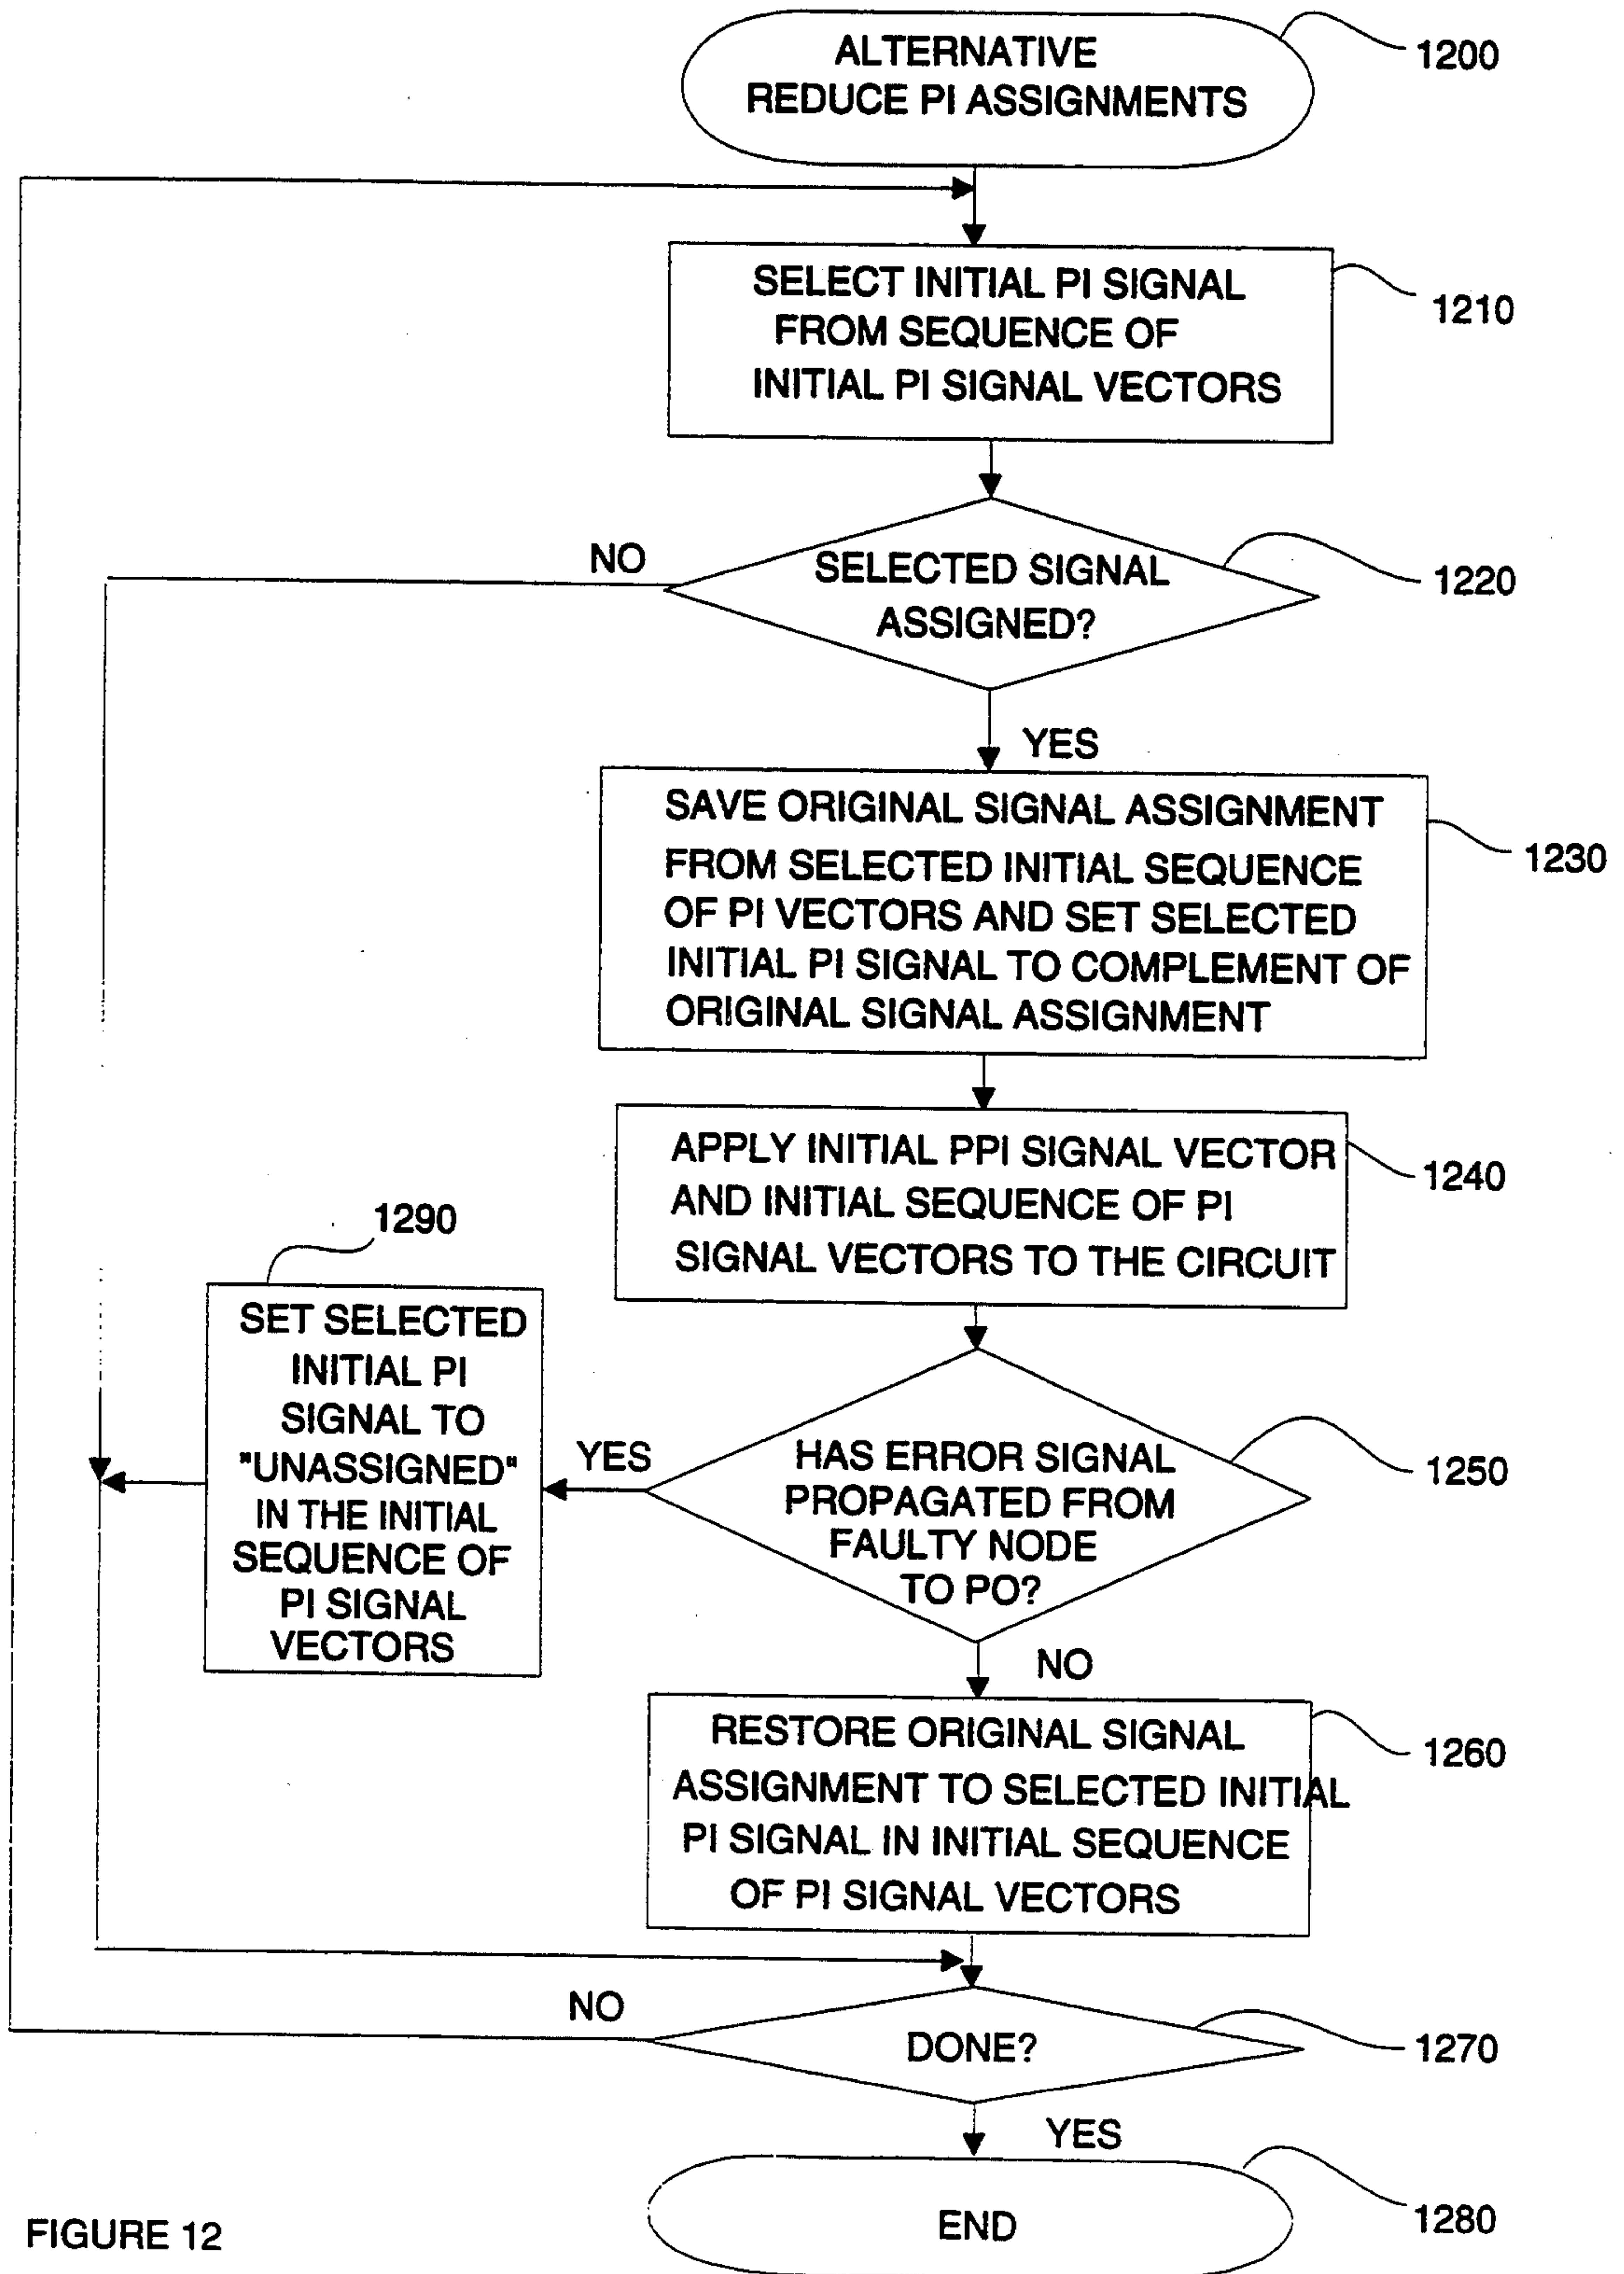 ALTERNATIVE
REDUCE PI ASSIGNMENTS
1200
SELECT INITIAL PI SIGNAL
FROM SEQUENCE OF
INITIAL PI SIGNAL VECTORS
1210
NO
SELECTED SIGNAL
ASSIGNED?
1220
YES
SAVE ORIGINAL SIGNAL ASSIGNMENT
FROM SELECTED INITIAL SEQUENCE
OF PI VECTORS AND SET SELECTED
INITIAL PI SIGNAL TO COMPLEMENT OF
ORIGINAL SIGNAL ASSIGNMENT
1230
APPLY INITIAL PPI SIGNAL VECTOR
AND INITIAL SEQUENCE OF PI
SIGNAL VECTORS TO THE CIRCUIT
1240
1290
SET SELECTED
INITIAL PI
SIGNAL TO
"UNASSIGNED"
IN THE INITIAL
SEQUENCE OF
PI SIGNAL
VECTORS
YES
HAS ERROR SIGNAL
PROPAGATED FROM
FAULTY NODE
TO PO?
1250
NO
RESTORE ORIGINAL SIGNAL
ASSIGNMENT TO SELECTED INITIAL
PI SIGNAL IN INITIAL SEQUENCE
OF PI SIGNAL VECTORS
1260
NO
DONE?
1270
YES
END
1280
FIGURE 12